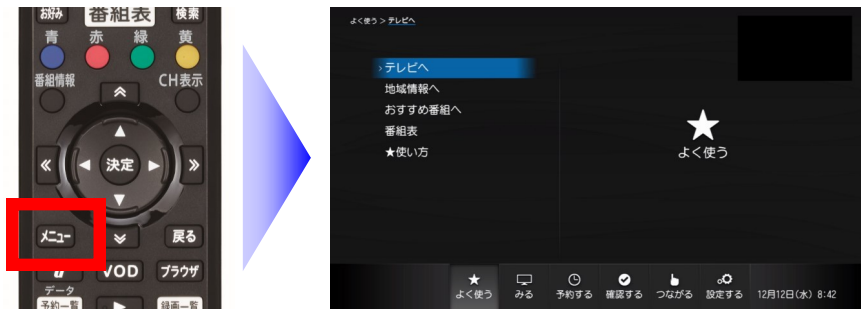 お好み 番組表 検索
青 赤 緑 黄
番組情報 CH表示
決定
メニュー 戻る
d VOD ブラウザ
データ
予約一覧 録画一覧
よく使う > テレビへ
›テレビへ
地域情報へ
おすすめ番組へ
番組表
★使い方
よく使う
よく使う みる 予約する 確認する つながる 設定する 12月12日(水) 8:42